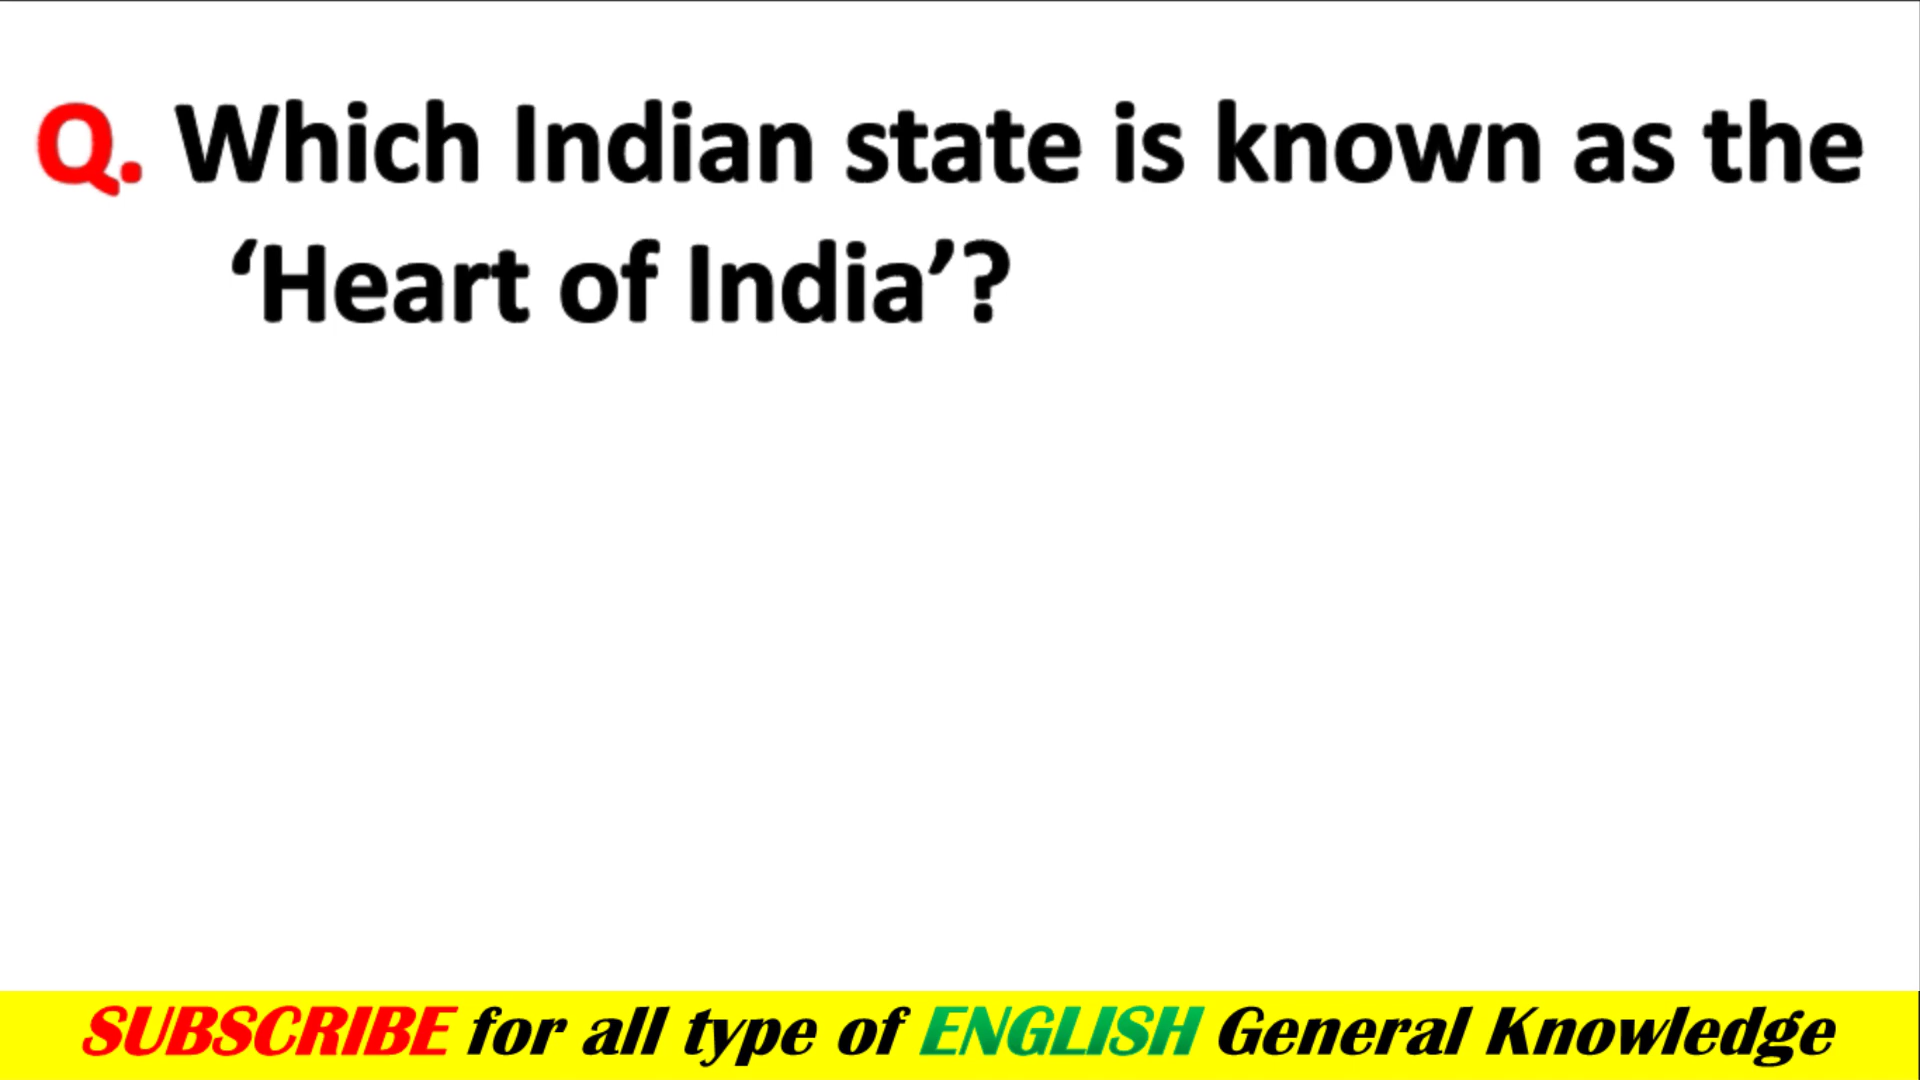 Q. Which Indian state is known as the
‘Heart of India’?
SUBSCRIBE for all type of ENGLISH General Knowledge